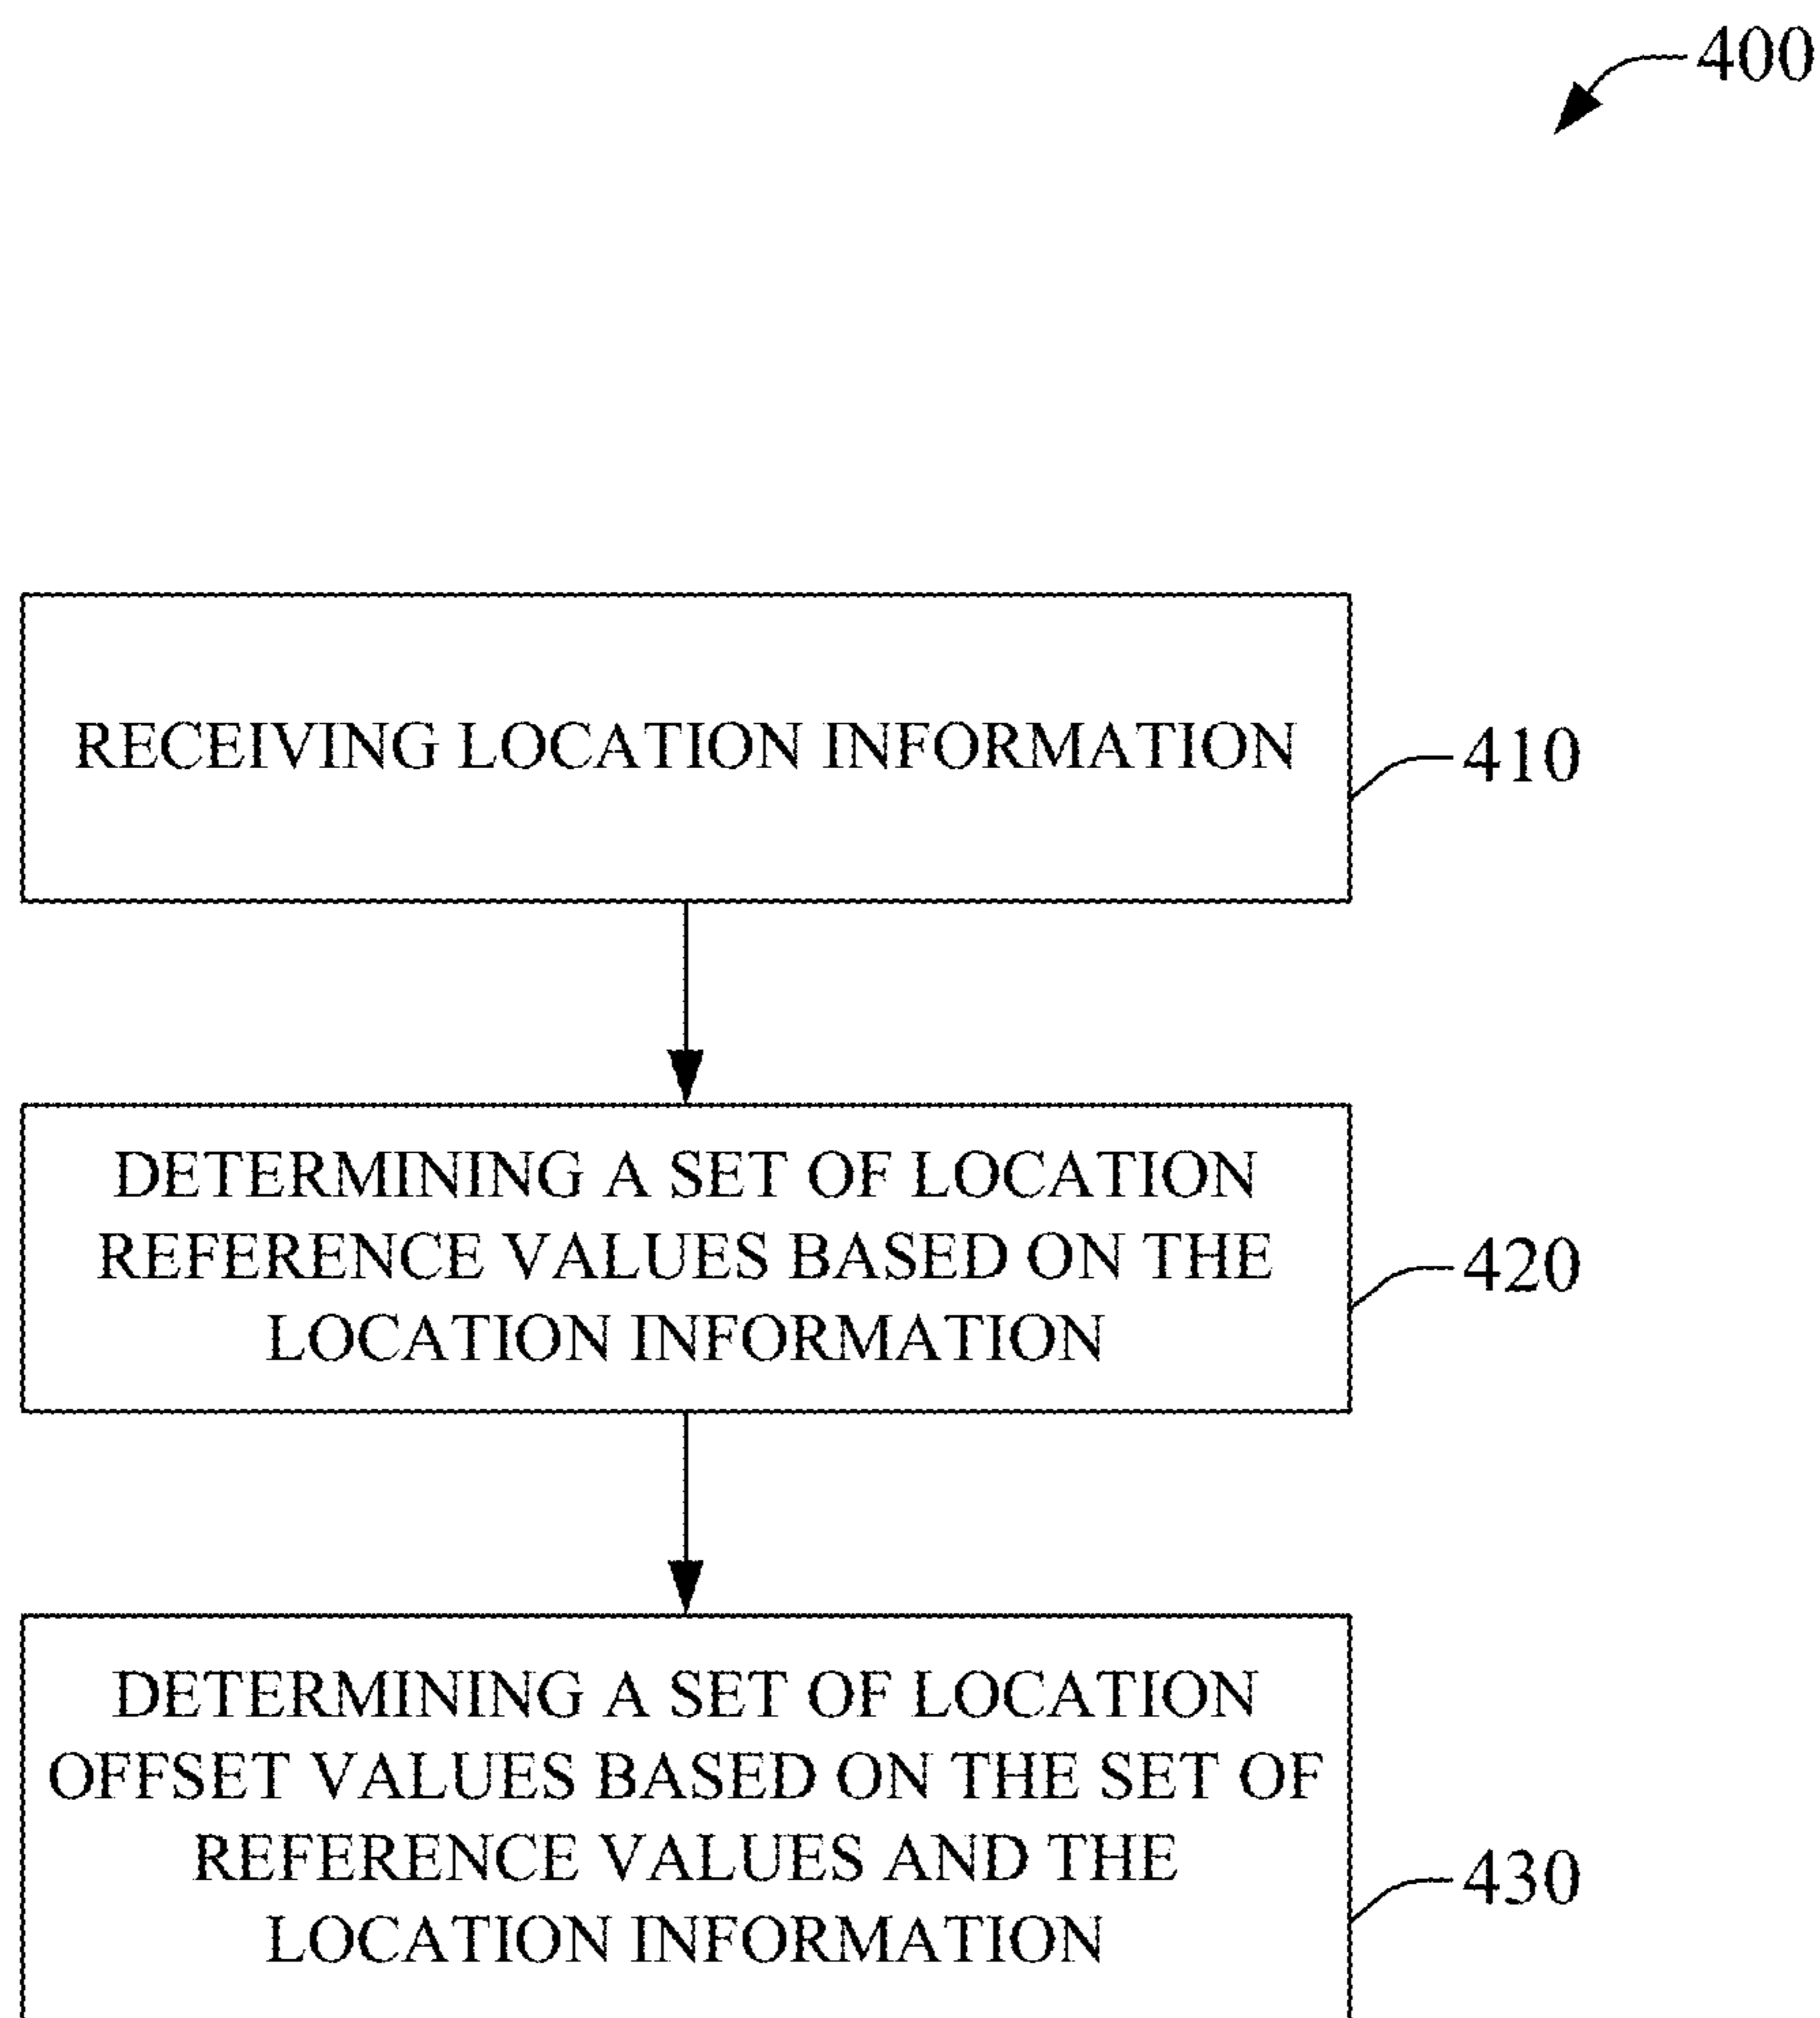 400
RECEIVING LOCATION INFORMATION
410
DETERMINING A SET OF LOCATION
REFERENCE VALUES BASED ON THE
LOCATION INFORMATION
420
DETERMINING A SET OF LOCATION
OFFSET VALUES BASED ON THE SET OF
REFERENCE VALUES AND THE
LOCATION INFORMATION
430